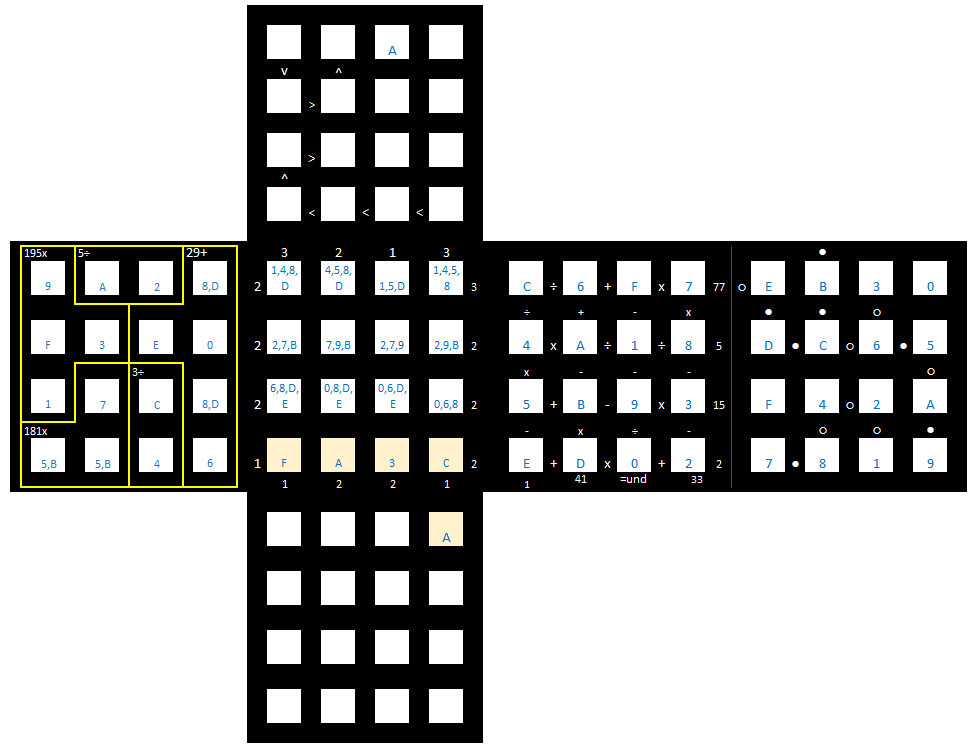 A
v ^
>
>
^
< < <
195x 5÷ 29+ 3 2 1 3
9 A 2 8,D 2 1,4,8,D 4,5,8,D 1,5,D 1,4,5,8 3 C ÷ 6 + F x 7 77 ○ E B 3 0
●
÷ + - x ● ● ○
F 3 E 0 2 2,7,B 7,9,B 2,7,9 2,9,B 2 4 x A ÷ 1 ÷ 8 5 D ● C ○ 6 ● 5
3÷ x - - - ○
1 7 C 8,D 2 6,8,D,E 0,8,D,E 0,6,D,E 0,6,8 2 5 + B - 9 x 3 15 F 4 ○ 2 A
181x - x ÷ - ○ ○ ●
5,B 5,B 4 6 1 F A 3 C 2 E + D x 0 + 2 2 7 ● 8 1 9
1 2 2 1 1 41 =und 33
A